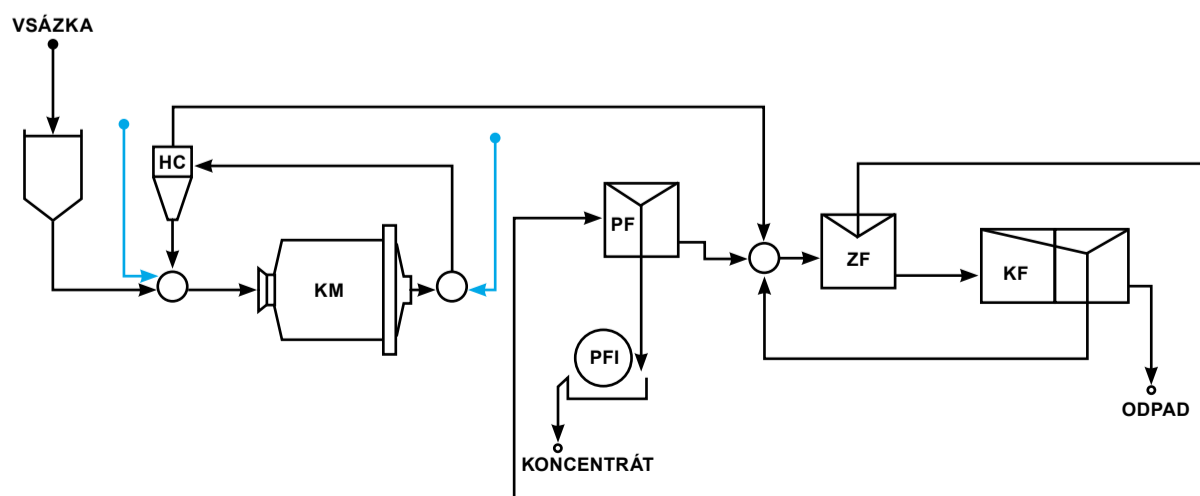 VSÁZKA
HC
PF
ZF
KF
KM
PFI
ODPAD
KONCENTRÁT